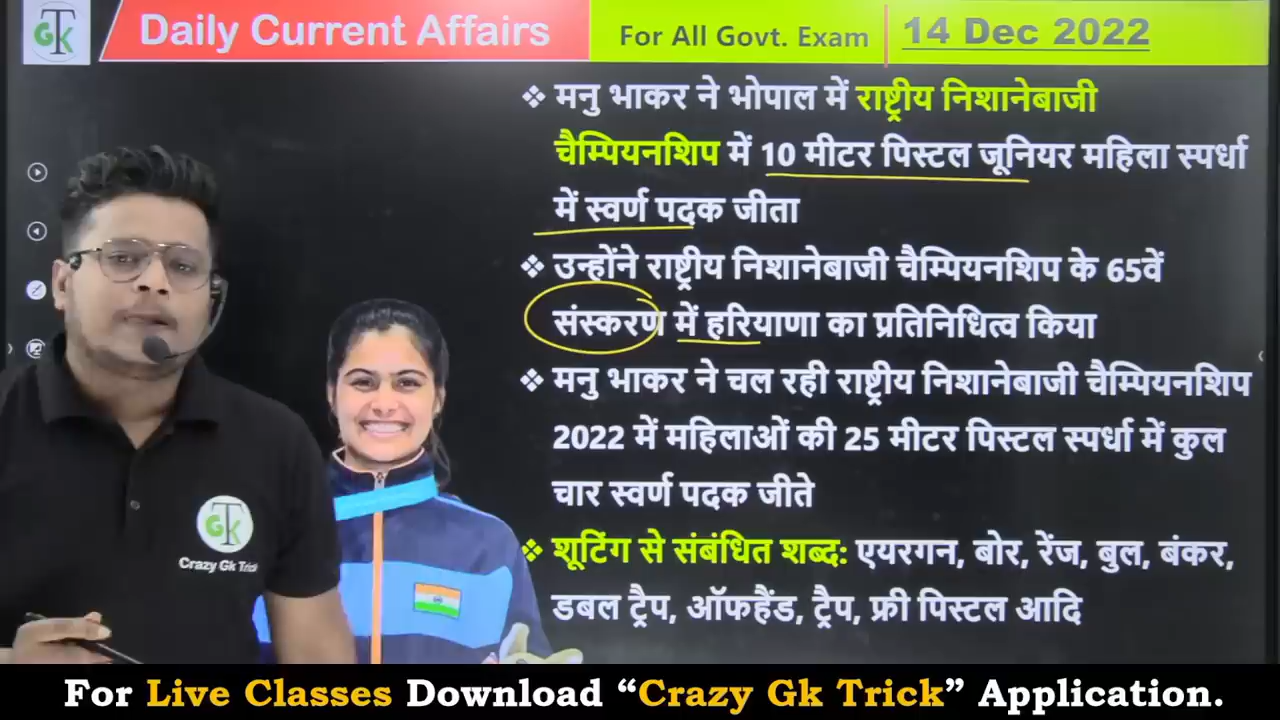 GTK
Daily Current Affairs
For All Govt. Exam
14 Dec 2022
❖ मनु भाकर ने भोपाल में राष्ट्रीय निशानेबाजी
चैम्पियनशिप में 10 मीटर पिस्टल जूनियर महिला स्पर्धा
में स्वर्ण पदक जीता
❖ उन्होंने राष्ट्रीय निशानेबाजी चैम्पियनशिप के 65वें
संस्करण में हरियाणा का प्रतिनिधित्व किया
❖ मनु भाकर ने चल रही राष्ट्रीय निशानेबाजी चैम्पियनशिप
2022 में महिलाओं की 25 मीटर पिस्टल स्पर्धा में कुल
चार स्वर्ण पदक जीते
❖ शूटिंग से संबंधित शब्द: एयरगन, बोर, रेंज, बुल, बंकर,
डबल ट्रैप, ऑफहैंड, ट्रैप, फ्री पिस्टल आदि
GTK
Crazy Gk Trick
For Live Classes Download “Crazy Gk Trick” Application.